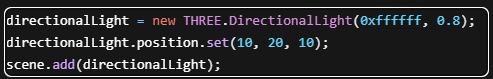 directionalLight = new THREE.DirectionalLight(0xffffff, 0.8);
directionalLight.position.set(10, 20, 10);
scene.add(directionalLight);